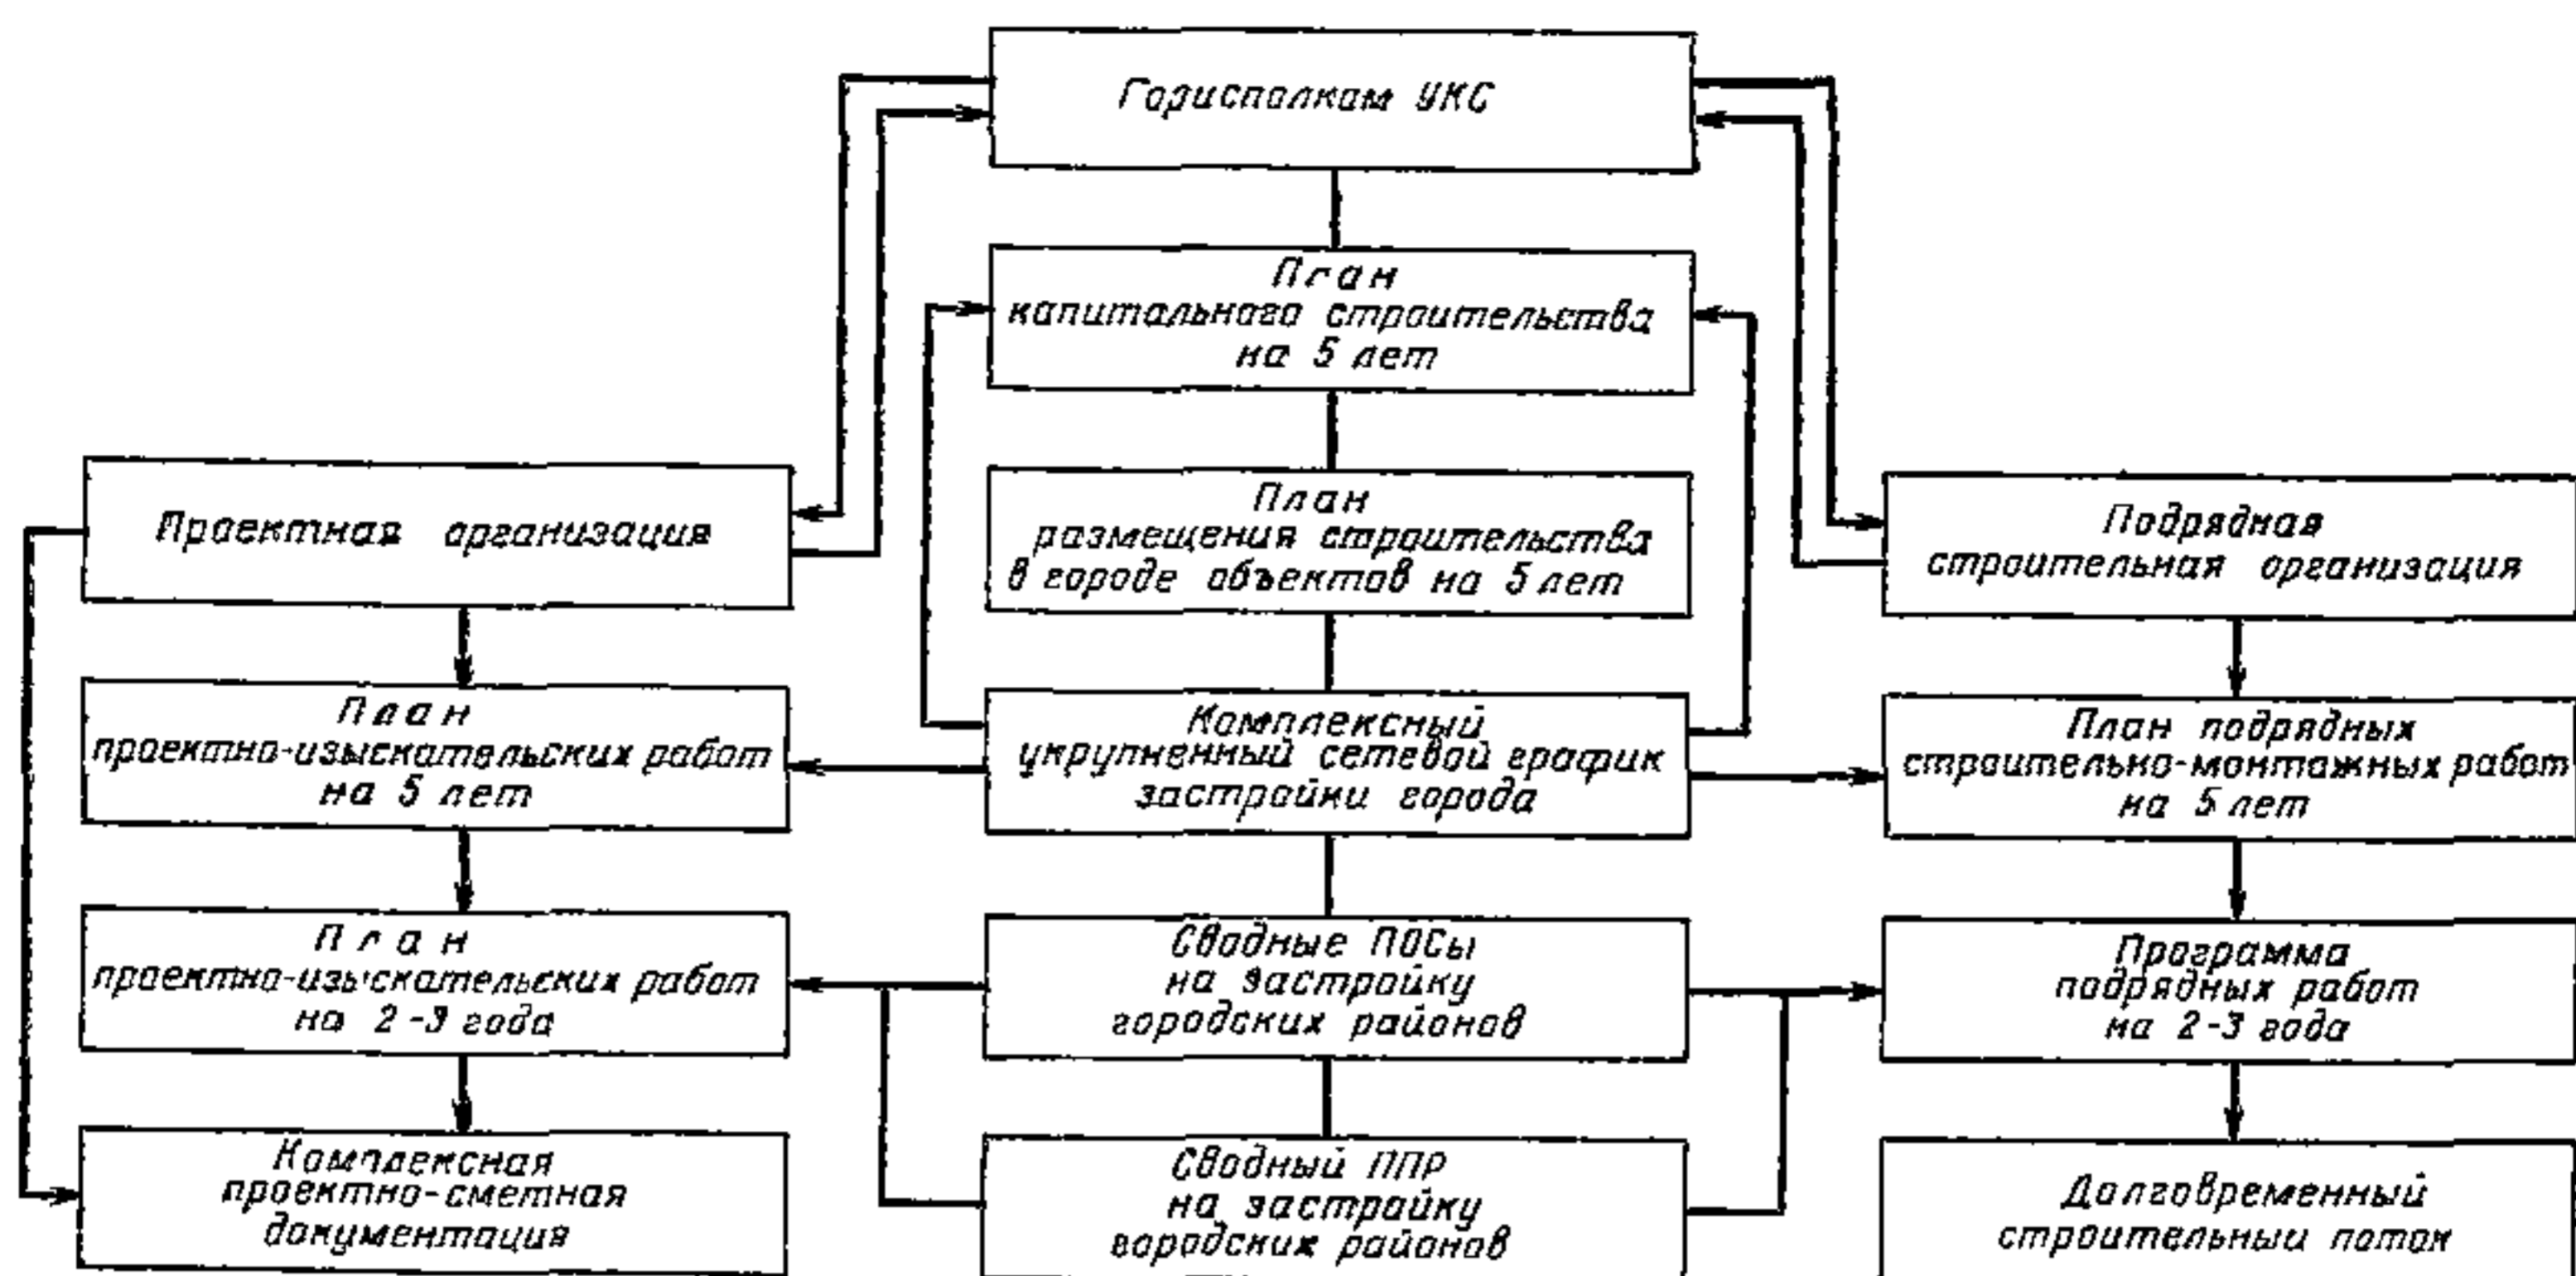 Горисполком УКС
План
капитального строительства
на 5 лет
План
размещения строительства
в городе объектов на 5 лет
Проектная организация
Подрядная
строительная организация
План
проектно-изыскательских работ
на 5 лет
Комплексный
укрупненный сетевой график
застройки города
План подрядных
строительно-монтажных работ
на 5 лет
План
проектно-изыскательских работ
на 2-3 года
Сводные ПОСы
на застройку
городских районов
Программа
подрядных работ
на 2-3 года
Комплексная
проектно-сметная
документация
Сводный ППР
на застройку
городских районов
Долговременный
строительный поток